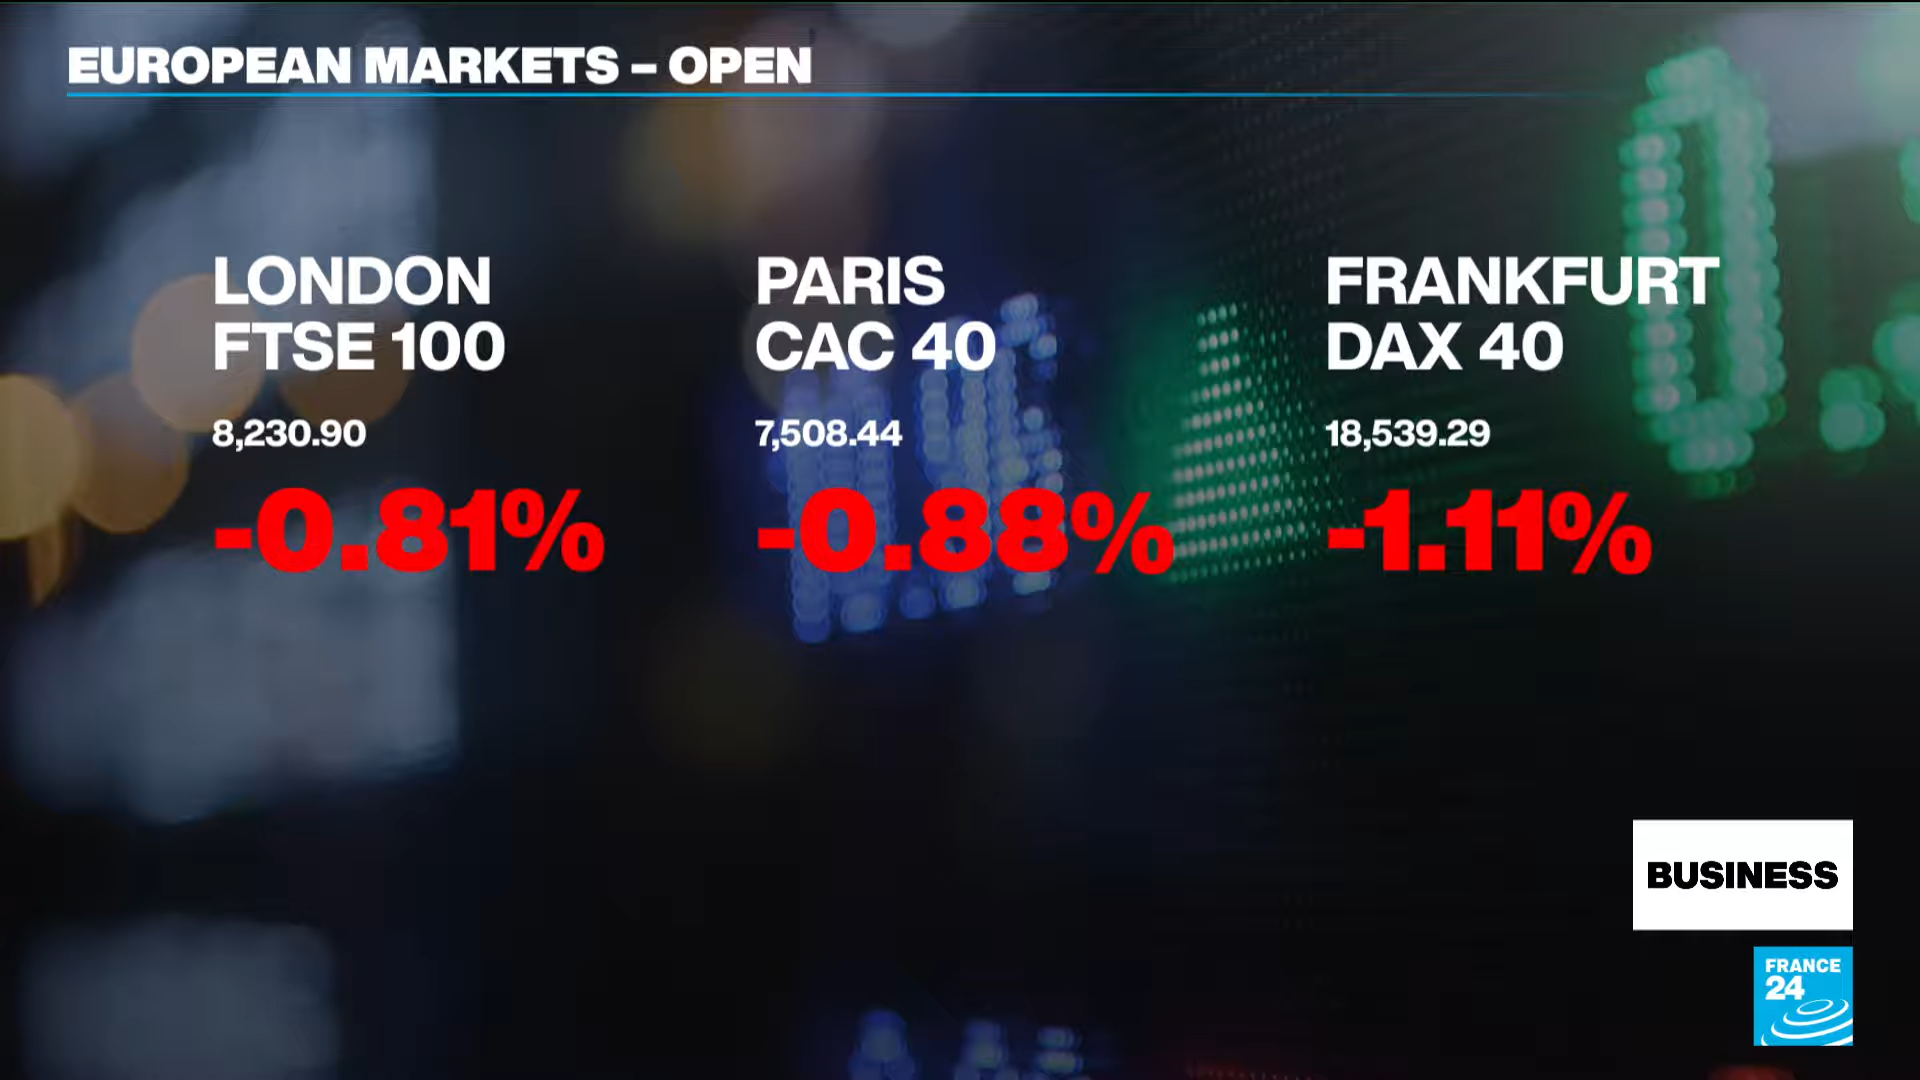 EUROPEAN MARKETS – OPEN
LONDON
FTSE 100
8,230.90
-0.81%
PARIS
CAC 40
7,508.44
-0.88%
FRANKFURT
DAX 40
18,539.29
-1.11%
BUSINESS
FRANCE
24